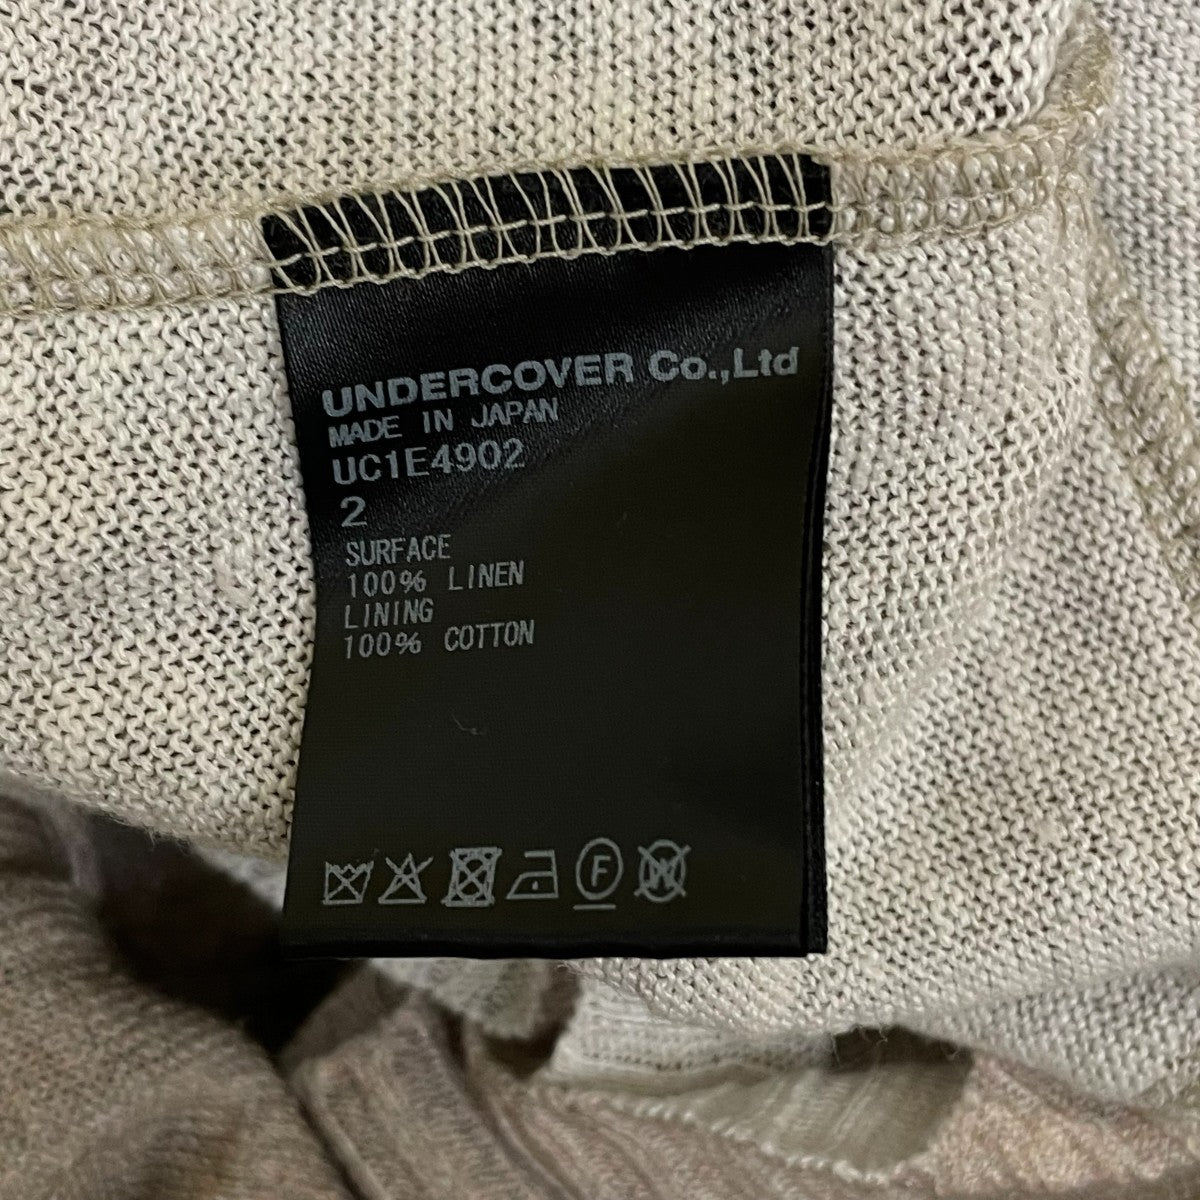 UNDERCOVER Co.,Ltd
MADE IN JAPAN
UC1E4902
2
SURFACE
100% LINEN
LINING
100% COTTON
F W